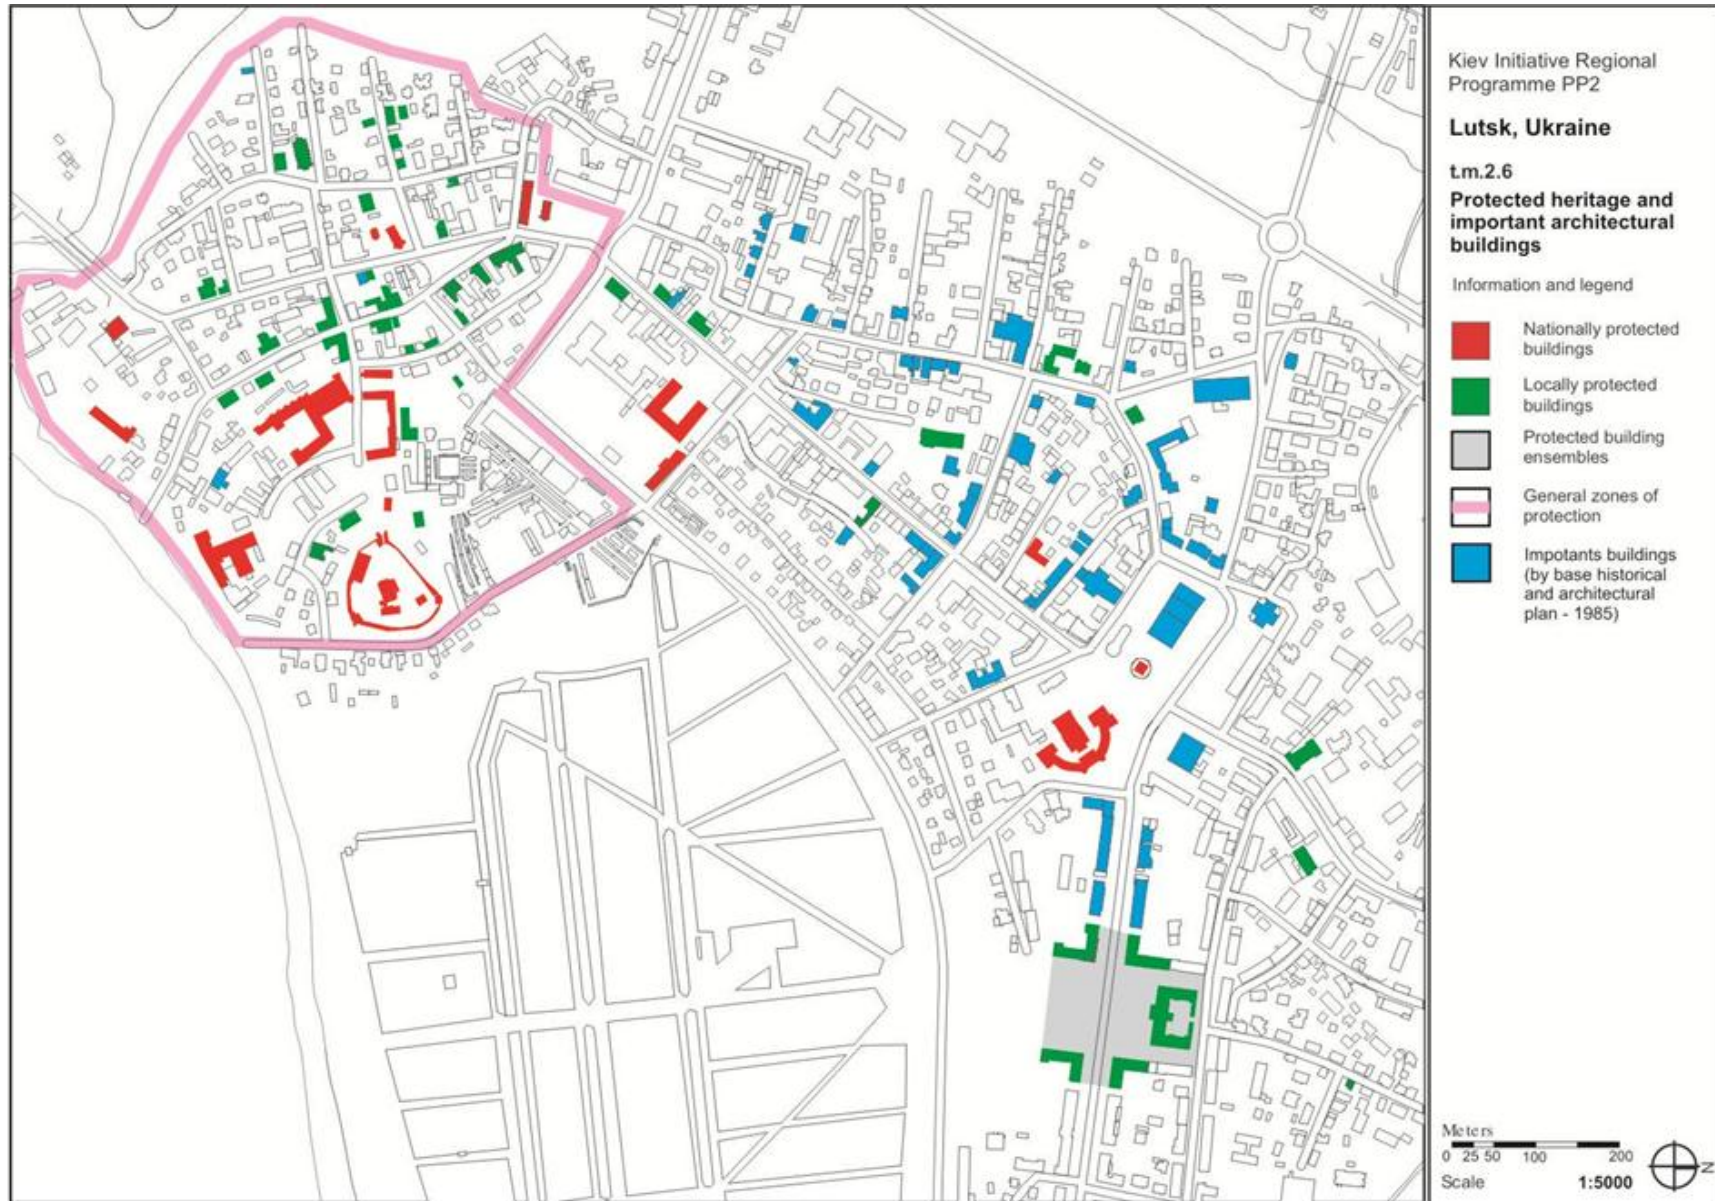 Kiev Initiative Regional
Programme PP2
Lutsk, Ukraine
t.m.2.6
Protected heritage and
important architectural
buildings
Information and legend
Nationally protected
buildings
Locally protected
buildings
Protected building
ensembles
General zones of
protection
Impotants buildings
(by base historical
and architectural
plan - 1985)
Meters
0 25 50 100 200
Scale 1:5000
N